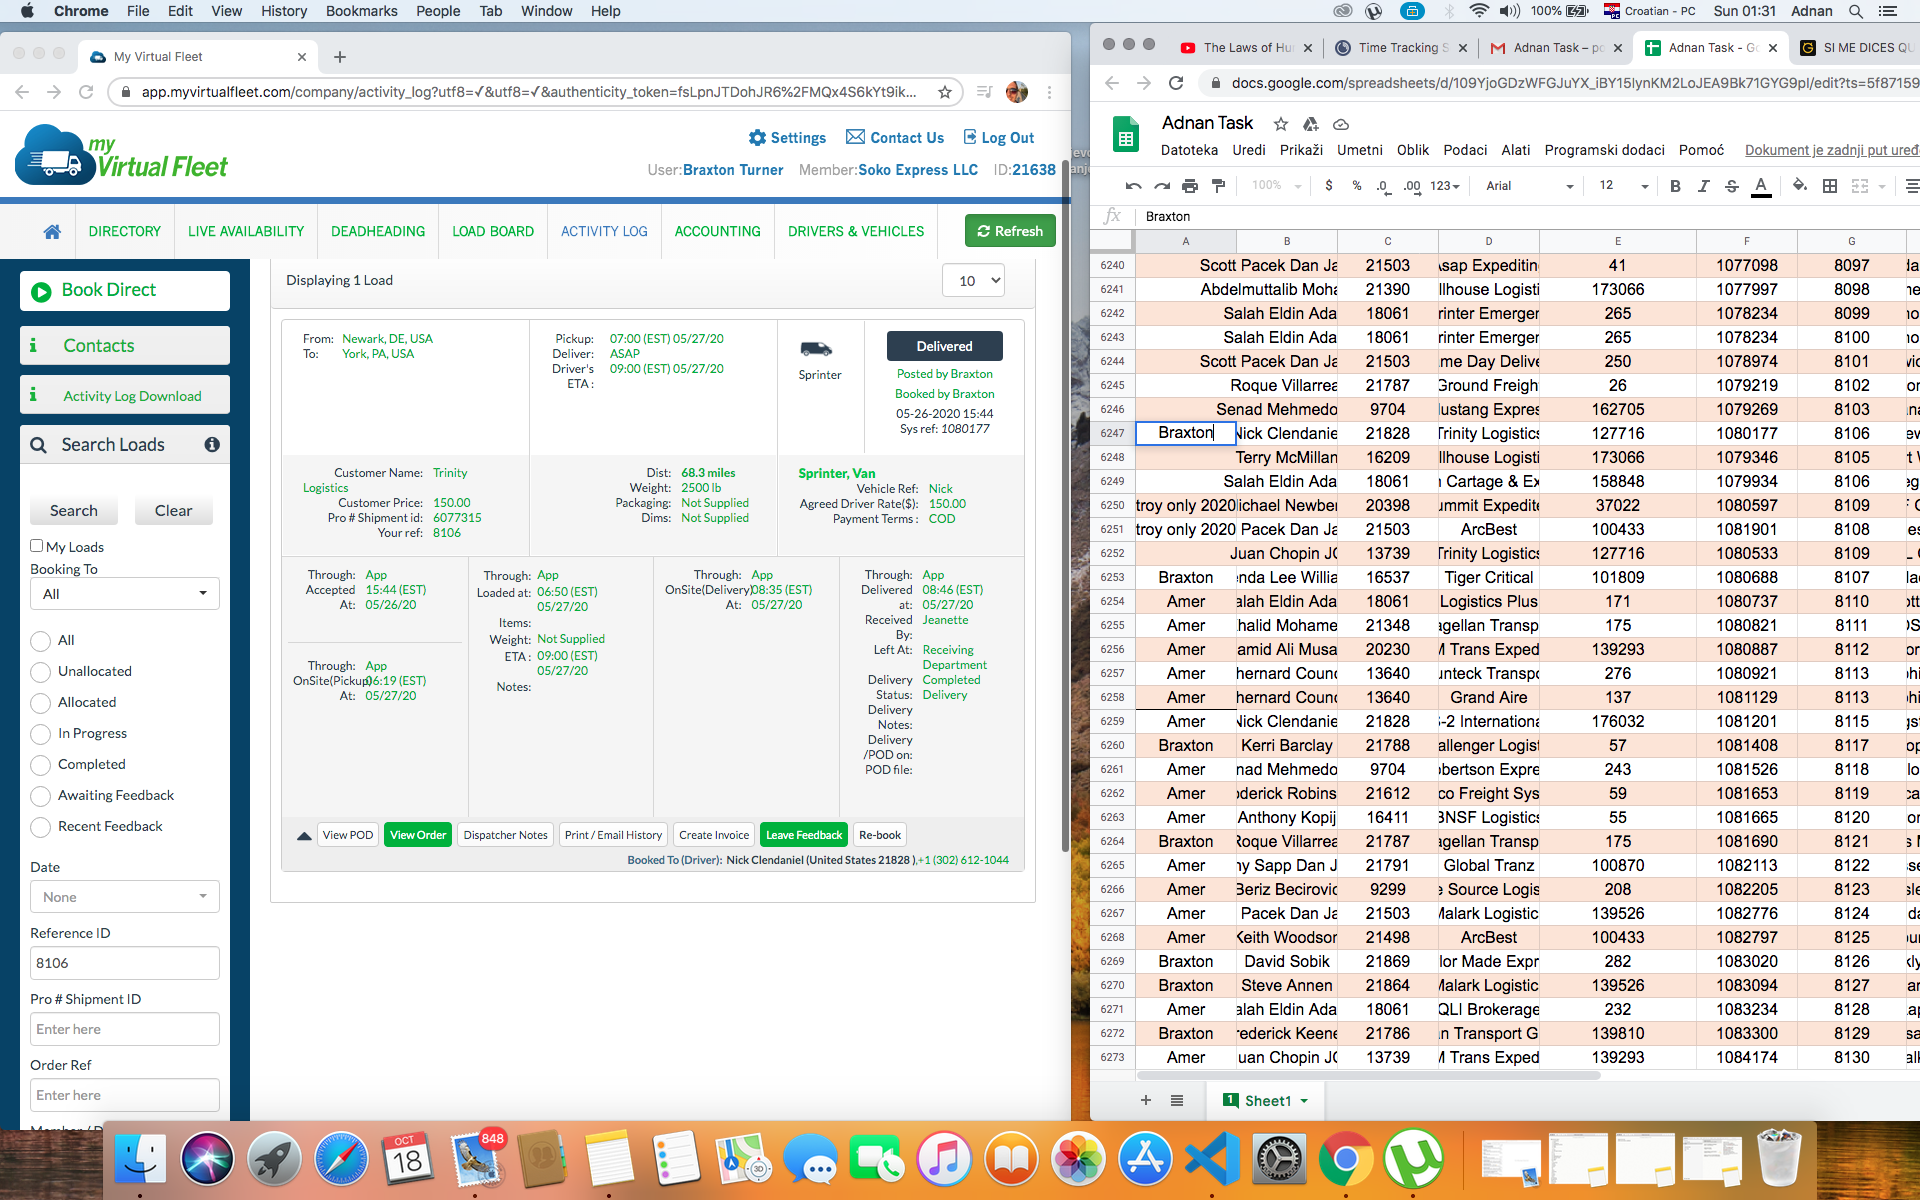 Chrome File Edit View History Bookmarks People Tab Window Help
100% Croatian - PC Sun 01:31 Adnan
My Virtual Fleet
app.myvirtualfleet.com/company/activity_log?utf8=✓&utf8=✓&authenticity_token=fsLpnJTDohJR6%2FMQx4S6kYt9ik...
my Virtual Fleet
Settings Contact Us Log Out
User:Braxton Turner Member:Soko Express LLC ID:21638
DIRECTORY LIVE AVAILABILITY DEADHEADING LOAD BOARD ACTIVITY LOG ACCOUNTING DRIVERS & VEHICLES Refresh
Book Direct
Contacts
Activity Log Download
Search Loads
Search Clear
My Loads
Booking To
All
All
Unallocated
Allocated
In Progress
Completed
Awaiting Feedback
Recent Feedback
Date
None
Reference ID
8106
Pro # Shipment ID
Enter here
Order Ref
Enter here
Displaying 1 Load 10
From: Newark, DE, USA
To: York, PA, USA
Pickup: 07:00 (EST) 05/27/20
Deliver: ASAP
Driver's ETA : 09:00 (EST) 05/27/20
Sprinter
Delivered
Posted by Braxton
Booked by Braxton
05-26-2020 15:44
Sys ref: 1080177
Customer Name: Trinity Logistics
Customer Price: 150.00
Pro # Shipment id: 6077315
Your ref: 8106
Dist: 68.3 miles
Weight: 2500 lb
Packaging: Not Supplied
Dims: Not Supplied
Sprinter, Van
Vehicle Ref: Nick
Agreed Driver Rate($): 150.00
Payment Terms : COD
Through: App
Accepted At: 15:44 (EST) 05/26/20
Through: App
OnSite(Pickup) At: 06:19 (EST) 05/27/20
Through: App
Loaded at: 06:50 (EST) 05/27/20
Items:
Weight: Not Supplied
ETA : 09:00 (EST) 05/27/20
Notes:
Through: App
OnSite(Delivery) At: 08:35 (EST) 05/27/20
Through: App
Delivered at: 08:46 (EST) 05/27/20
Received By: Jeanette
Left At: Receiving Department
Delivery Status: Completed Delivery
Delivery Notes:
Delivery /POD on:
POD file:
View POD View Order Dispatcher Notes Print / Email History Create Invoice Leave Feedback Re-book
Booked To (Driver): Nick Clendaniel (United States 21828 ),+1 (302) 612-1044
The Laws of Hu Time Tracking S Adnan Task – po Adnan Task - Go SI ME DICES QU
docs.google.com/spreadsheets/d/109YjoGDzWFGJuYX_iBY15lynKM2LoJEA9Bk71GYG9pI/edit?ts=5f87159
Adnan Task
Datoteka Uredi Prikaži Umetni Oblik Podaci Alati Programski dodaci Pomoć Dokument je zadnji put uređ
100% $ % .0 .00 123 Arial 12 B I S A
fx Braxton
A B C D E F G
6240 Scott Pacek Dan Ja 21503 Asap Expediting 41 1077098 8097
6241 Abdelmuttalib Moha 21390 llhouse Logisti 173066 1077997 8098
6242 Salah Eldin Ada 18061 rinter Emergen 265 1078234 8099
6243 Salah Eldin Ada 18061 rinter Emergen 265 1078234 8100
6244 Scott Pacek Dan Ja 21503 me Day Delive 250 1078974 8101
6245 Roque Villarrea 21787 Ground Freigh 26 1079219 8102
6246 Senad Mehmedo 9704 Mustang Expres 162705 1079269 8103
6247 Braxton Nick Clendanie 21828 Trinity Logistics 127716 1080177 8106
6248 Terry McMillan 16209 llhouse Logisti 173066 1079346 8105
6249 Salah Eldin Ada 18061 n Cartage & Ex 158848 1079934 8106
6250 troy only 2020 ichael Newber 20398 ummit Expedite 37022 1080597 8109
6251 troy only 2020 Pacek Dan Ja 21503 ArcBest 100433 1081901 8108
6252 Juan Chopin JC 13739 Trinity Logistics 127716 1080533 8109
6253 Braxton enda Lee Willia 16537 Tiger Critical 101809 1080688 8107
6254 Amer alah Eldin Ada 18061 Logistics Plus 171 1080737 8110
6255 Amer halid Mohame 21348 agellan Transp 175 1080821 8111
6256 Amer amid Ali Musa 20230 M Trans Exped 139293 1080887 8112
6257 Amer hernard Counc 13640 unteck Transpo 276 1080921 8113
6258 Amer hernard Counc 13640 Grand Aire 137 1081129 8113
6259 Amer Nick Clendanie 21828 S-2 Internationa 176032 1081201 8115
6260 Braxton Kerri Barclay 21788 allenger Logist 57 1081408 8117
6261 Amer nad Mehmedo 9704 obertson Expre 243 1081526 8118
6262 Amer oderick Robins 21612 co Freight Sys 59 1081653 8119
6263 Amer Anthony Kopij 16411 BNSF Logistics 55 1081665 8120
6264 Braxton Roque Villarrea 21787 agellan Transp 175 1081690 8121
6265 Amer ny Sapp Dan J 21791 Global Tranz 100870 1082113 8122
6266 Amer Beriz Becirovic 9299 e Source Logis 208 1082205 8123
6267 Amer Pacek Dan Ja 21503 Malark Logistic 139526 1082776 8124
6268 Amer Keith Woodson 21498 ArcBest 100433 1082797 8125
6269 Braxton David Sobik 21869 lor Made Expr 282 1083020 8126
6270 Braxton Steve Annen 21864 Malark Logistic 139526 1083094 8127
6271 Amer alah Eldin Ada 18061 QLI Brokerage 232 1083234 8128
6272 Braxton rederick Keene 21786 n Transport G 139810 1083300 8129
6273 Amer uan Chopin JC 13739 M Trans Exped 139293 1084174 8130
1 Sheet1
OCT 18
848
3D